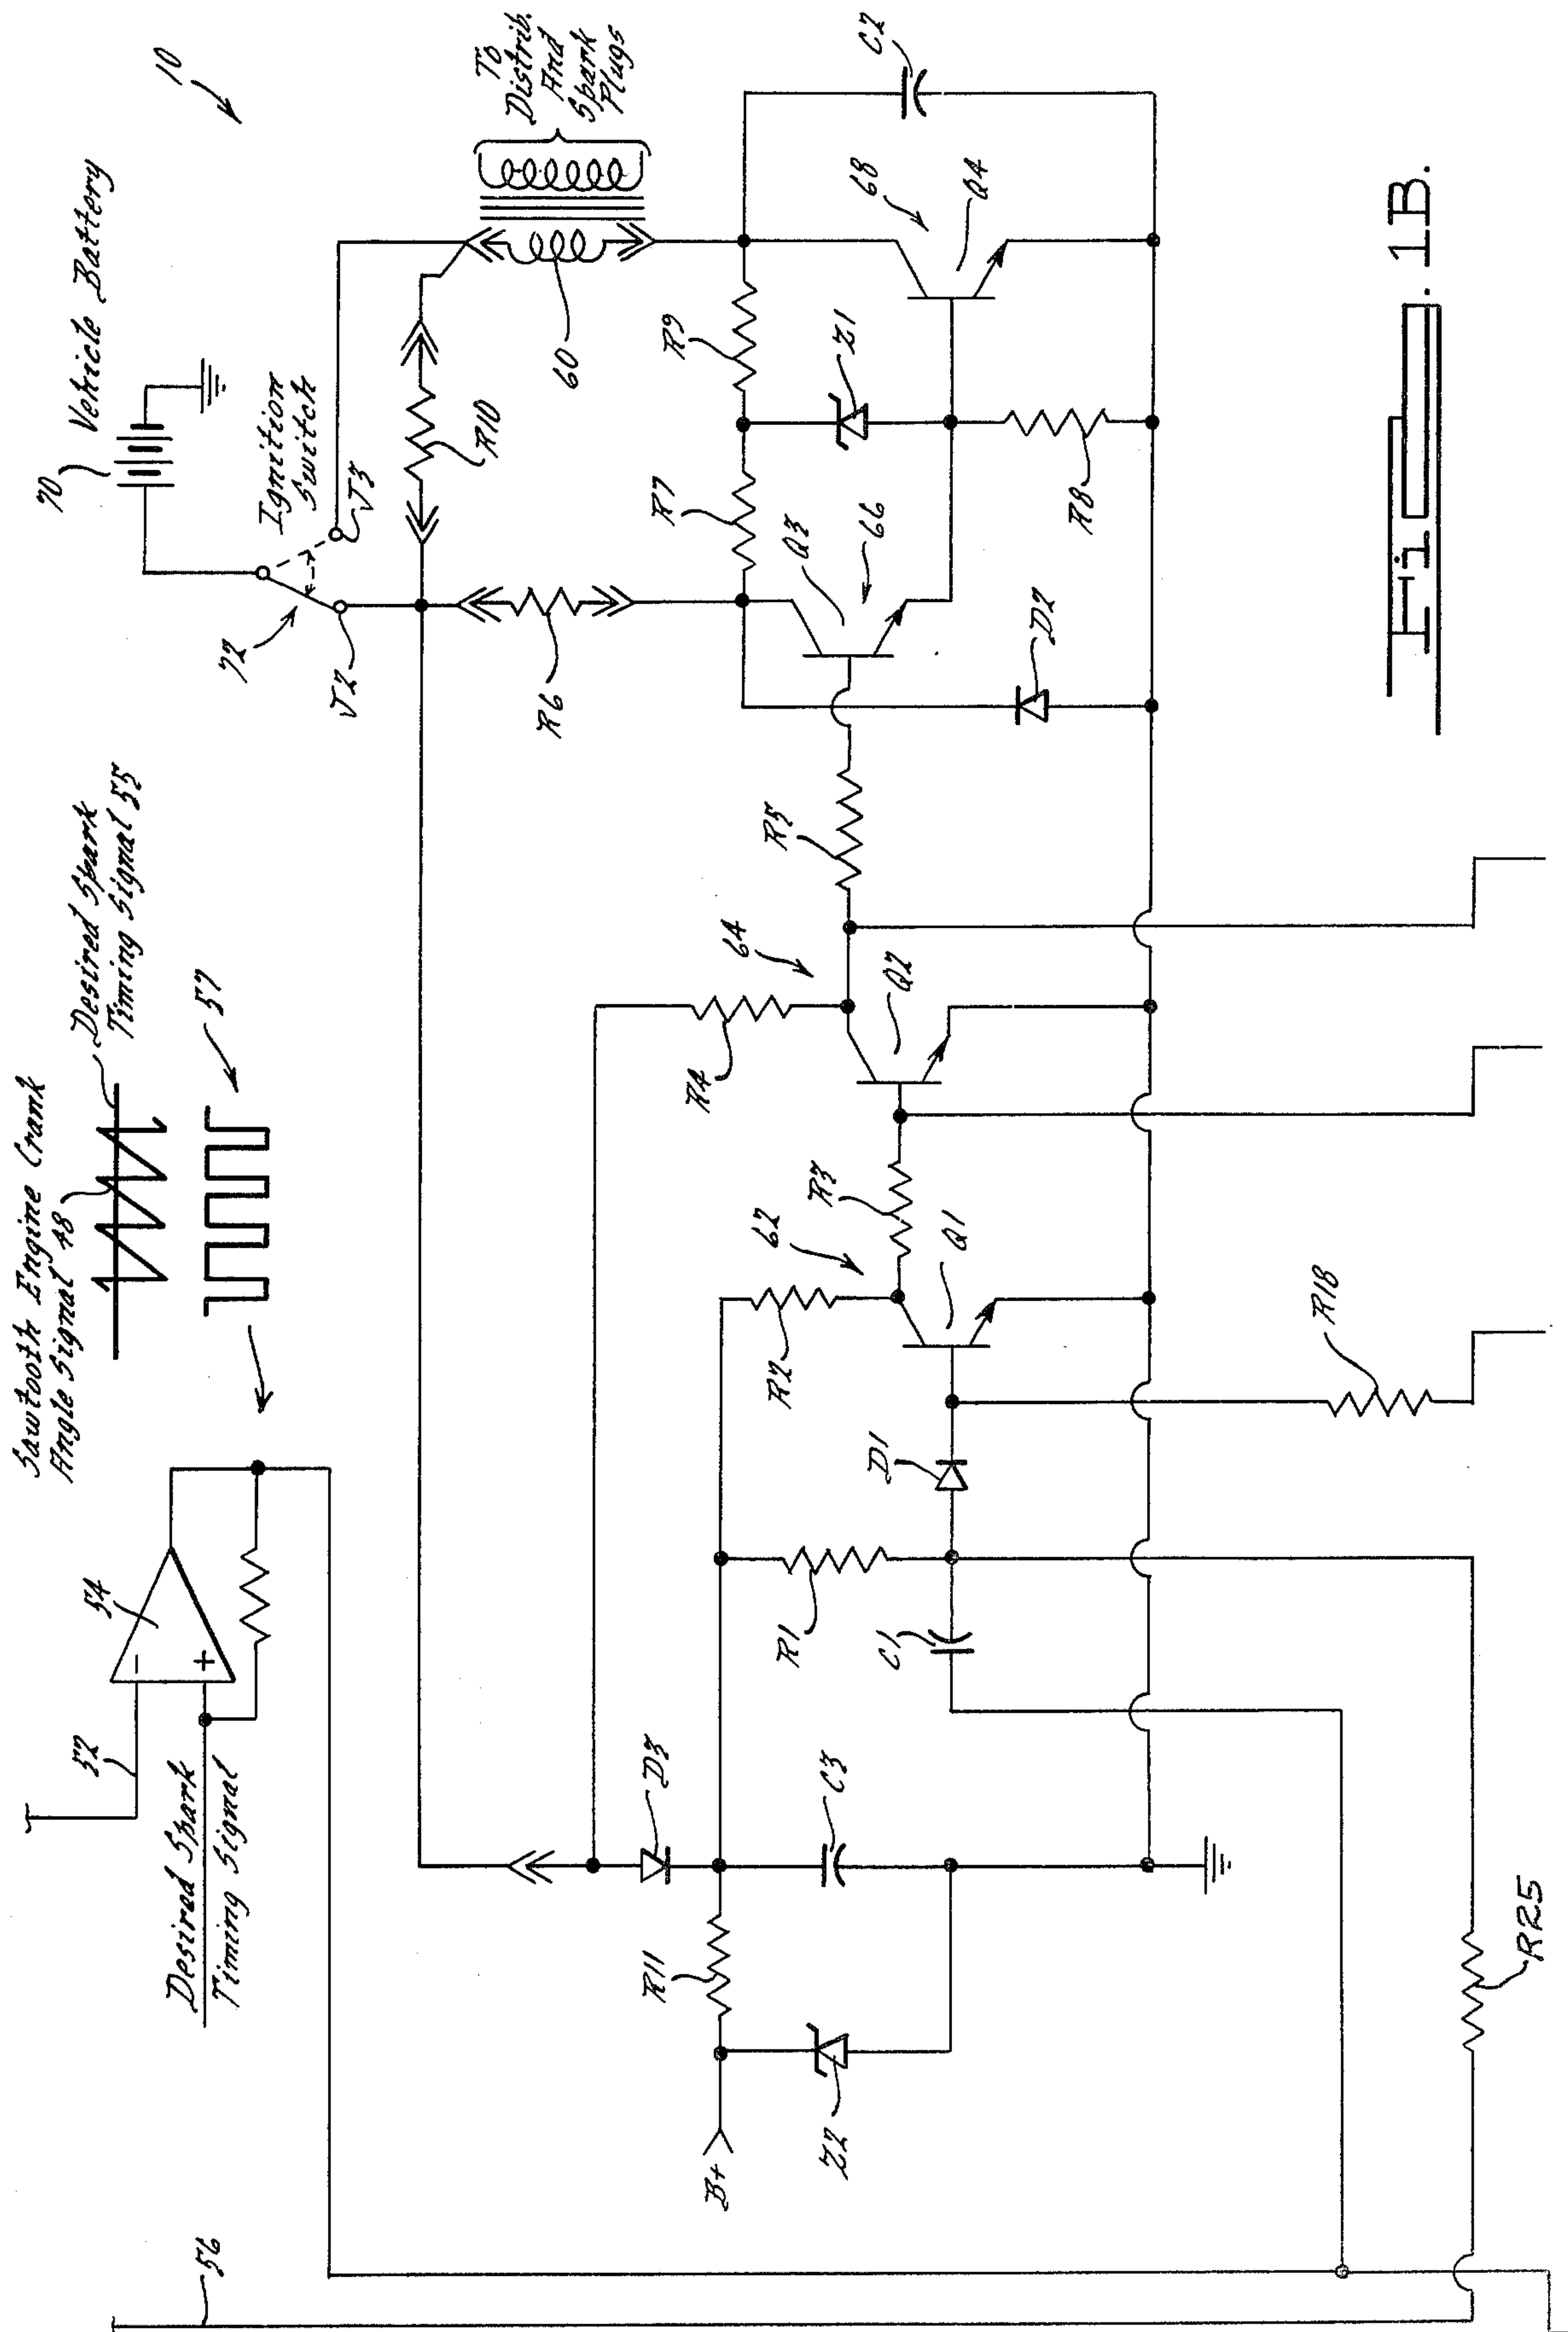 Sawtooth Engine Crank
Angle Signal 48
Desired Spark
Timing Signal 55
57
70
Vehicle Battery
10
Ignition
Switch
72
J2
J3
To
Distrib.
And
Spark
Plugs
60
R10
R6
52
54
-
+
Desired Spark
Timing Signal
56
D3
R4
64
R5
R7
R9
Q3
66
Z1
68
Q4
C2
R8
D2
B+
R11
Z2
C3
R1
C1
D1
R2
62
R3
Q1
Q2
R18
R25
Fig. 1B.